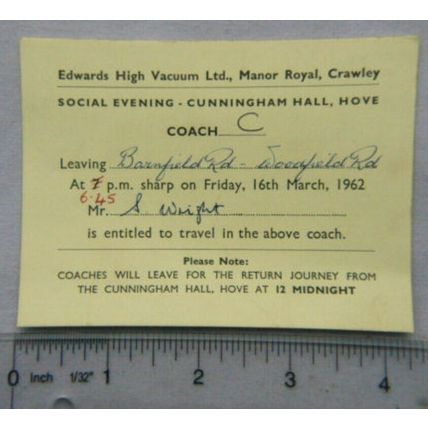 Edwards High Vacuum Ltd., Manor Royal, Crawley
SOCIAL EVENING - CUNNINGHAM HALL, HOVE
COACH C
Leaving Barnfield Rd - Woodfield Rd
At 7 p.m. sharp on Friday, 16th March, 1962
6.45
Mr. S Wright
is entitled to travel in the above coach.
Please Note:
COACHES WILL LEAVE FOR THE RETURN JOURNEY FROM
THE CUNNINGHAM HALL, HOVE AT 12 MIDNIGHT
0 inch 1/32" 1 2 3 4